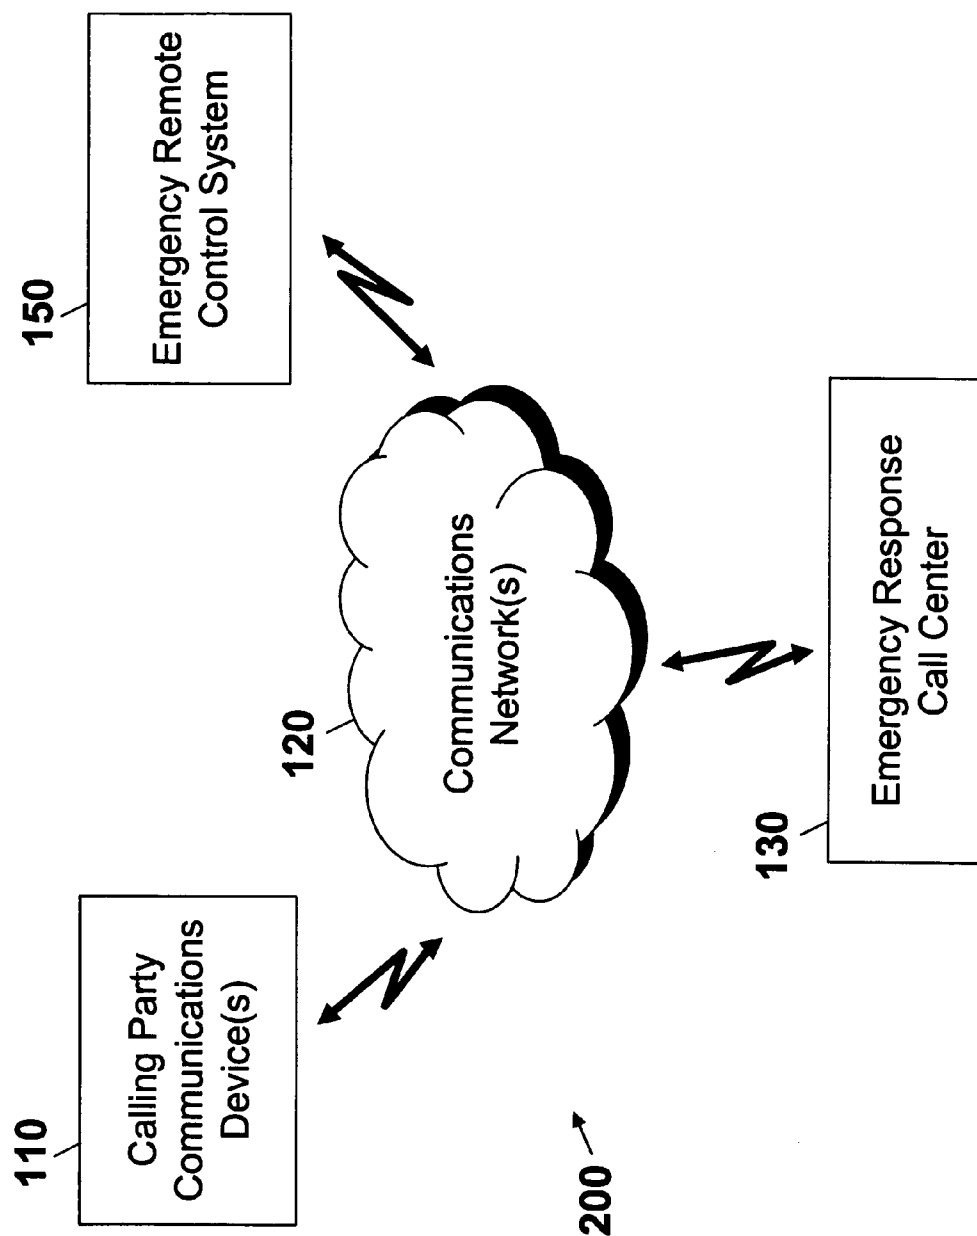 110
Calling Party
Communications
Device(s)
120
Communications
Network(s)
150
Emergency Remote
Control System
130
Emergency Response
Call Center
200